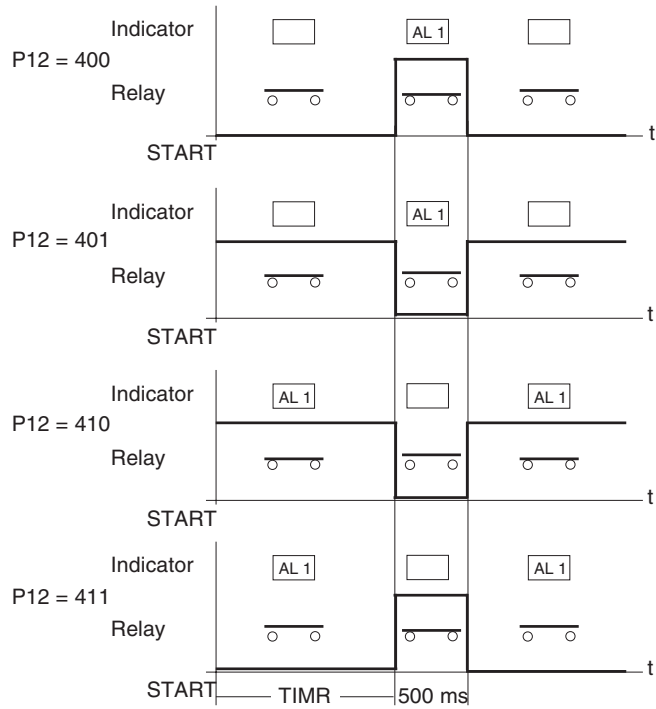 Indicator AL 1
P12 = 400
Relay
t
START
Indicator AL 1
P12 = 401
Relay
t
START
Indicator AL 1 AL 1
P12 = 410
Relay
t
START
Indicator AL 1 AL 1
P12 = 411
Relay
t
START TIMR 500 ms